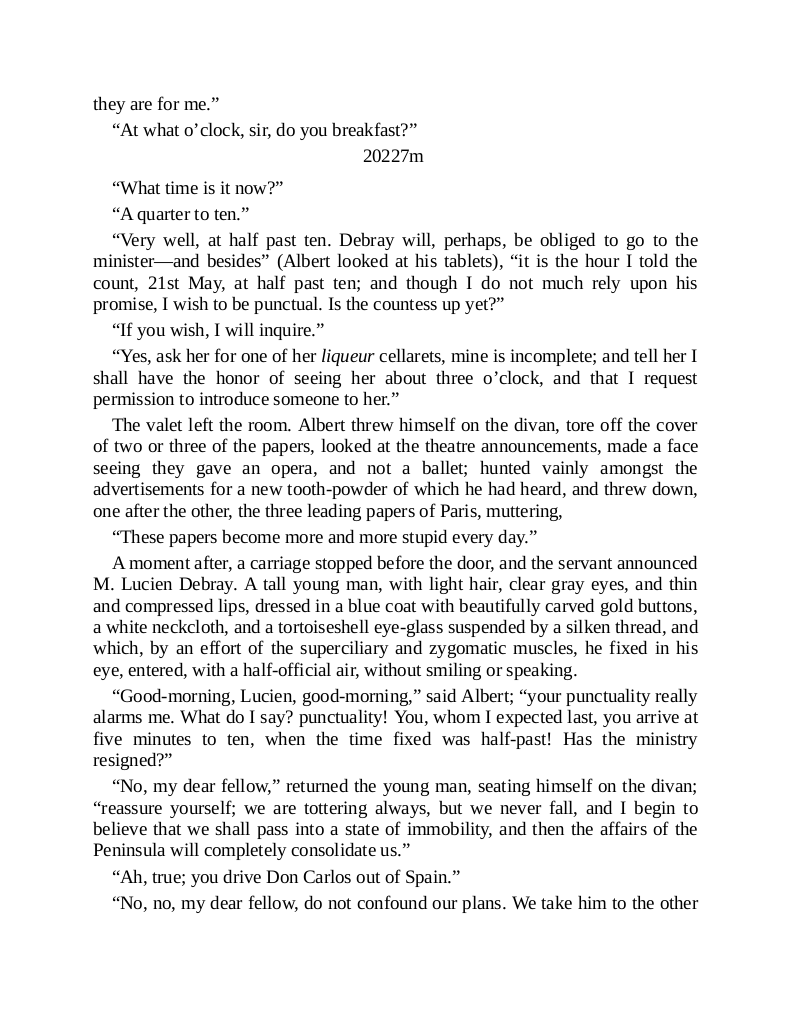 they are for me.”
“At what o’clock, sir, do you breakfast?”
20227m
“What time is it now?”
“A quarter to ten.”
“Very well, at half past ten. Debray will, perhaps, be obliged to go to the
minister—and besides” (Albert looked at his tablets), “it is the hour I told the
count, 21st May, at half past ten; and though I do not much rely upon his
promise, I wish to be punctual. Is the countess up yet?”
“If you wish, I will inquire.”
“Yes, ask her for one of her liqueur cellarets, mine is incomplete; and tell her I
shall have the honor of seeing her about three o’clock, and that I request
permission to introduce someone to her.”
The valet left the room. Albert threw himself on the divan, tore off the cover
of two or three of the papers, looked at the theatre announcements, made a face
seeing they gave an opera, and not a ballet; hunted vainly amongst the
advertisements for a new tooth-powder of which he had heard, and threw down,
one after the other, the three leading papers of Paris, muttering,
“These papers become more and more stupid every day.”
A moment after, a carriage stopped before the door, and the servant announced
M. Lucien Debray. A tall young man, with light hair, clear gray eyes, and thin
and compressed lips, dressed in a blue coat with beautifully carved gold buttons,
a white neckcloth, and a tortoiseshell eye-glass suspended by a silken thread, and
which, by an effort of the superciliary and zygomatic muscles, he fixed in his
eye, entered, with a half-official air, without smiling or speaking.
“Good-morning, Lucien, good-morning,” said Albert; “your punctuality really
alarms me. What do I say? punctuality! You, whom I expected last, you arrive at
five minutes to ten, when the time fixed was half-past! Has the ministry
resigned?”
“No, my dear fellow,” returned the young man, seating himself on the divan;
“reassure yourself; we are tottering always, but we never fall, and I begin to
believe that we shall pass into a state of immobility, and then the affairs of the
Peninsula will completely consolidate us.”
“Ah, true; you drive Don Carlos out of Spain.”
“No, no, my dear fellow, do not confound our plans. We take him to the other